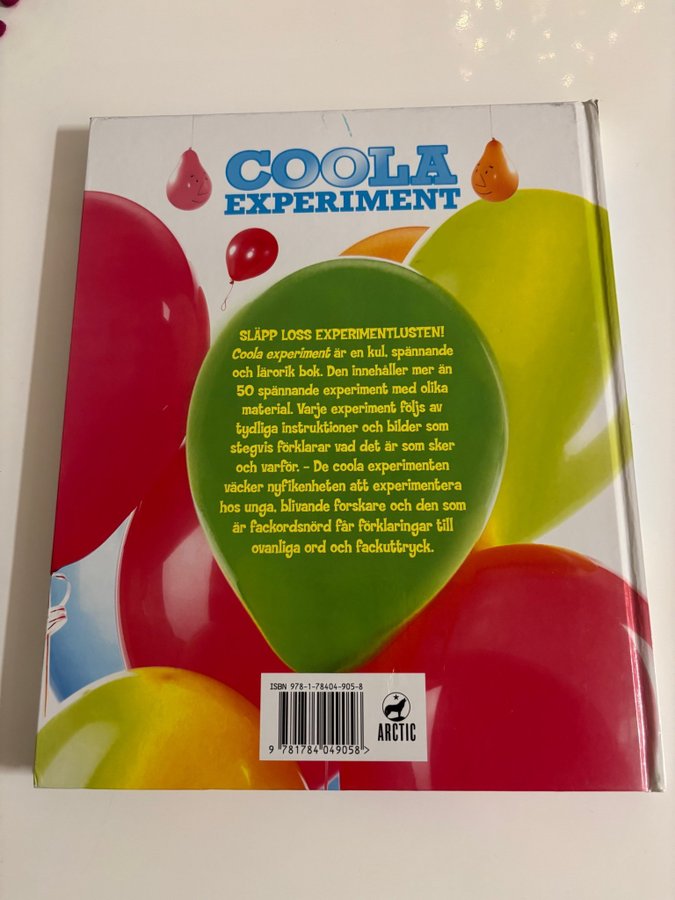 COOLA
EXPERIMENT
SLÄPP LOSS EXPERIMENTLUSTEN!
Coola experiment är en kul, spännande
och lärorik bok. Den innehåller mer än
50 spännande experiment med olika
material. Varje experiment följs av
tydliga instruktioner och bilder som
stegvis förklarar vad det är som sker
och varför. – De coola experimenten
väcker nyfikenheten att experimentera
hos unga, blivande forskare och den som
är fackordsnörd får förklaringar till
ovanliga ord och fackuttryck.
ISBN 978-1-78404-905-8
9 781784 049058>
ARCTIC